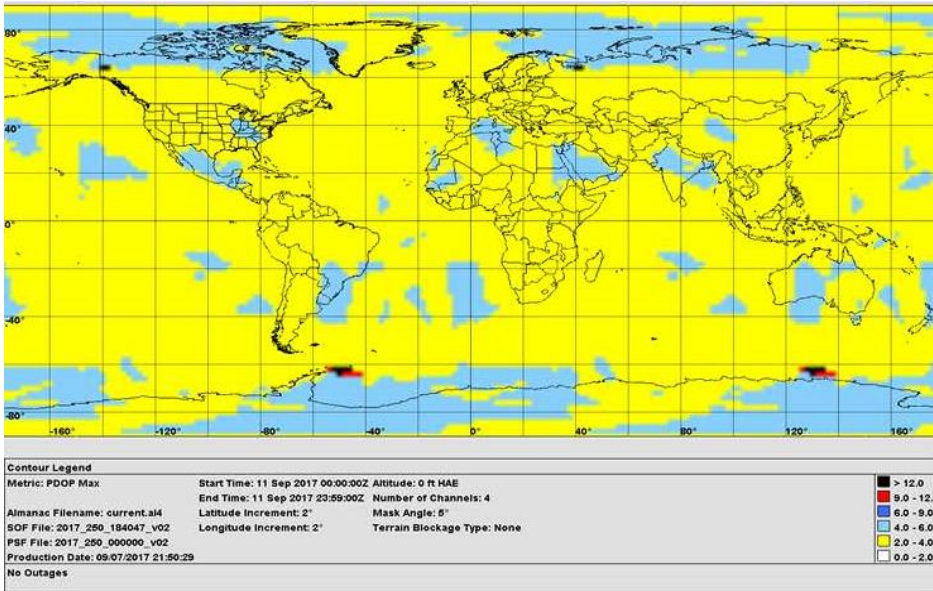 80°
40°
0°
-40°
-80°
-160° -120° -80° -40° 0° 40° 80° 120° 160°
Contour Legend
Metric: PDOP Max Start Time: 11 Sep 2017 00:00:00Z Altitude: 0 ft HAE
End Time: 11 Sep 2017 23:59:00Z Number of Channels: 4
Almanac Filename: current.al4 Latitude Increment: 2° Mask Angle: 5°
SOF File: 2017_250_184047_v02 Longitude Increment: 2° Terrain Blockage Type: None
PSF File: 2017_250_000000_v02
Production Date: 09/07/2017 21:50:29
No Outages
> 12.0
9.0 - 12.
6.0 - 9.0
4.0 - 6.0
2.0 - 4.0
0.0 - 2.0